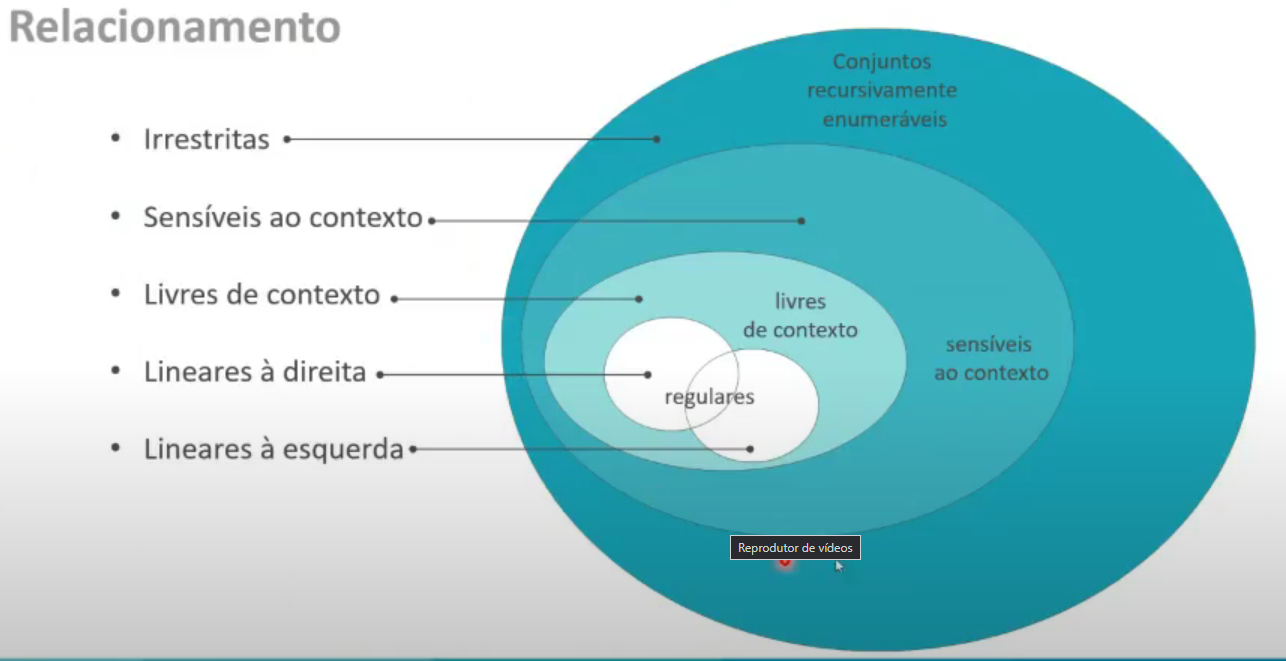 Relacionamento
• Irrestritas
• Sensíveis ao contexto
• Livres de contexto
• Lineares à direita
• Lineares à esquerda
Conjuntos
recursivamente
enumeráveis
livres
de contexto
sensíveis
ao contexto
regulares
Reprodutor de vídeos